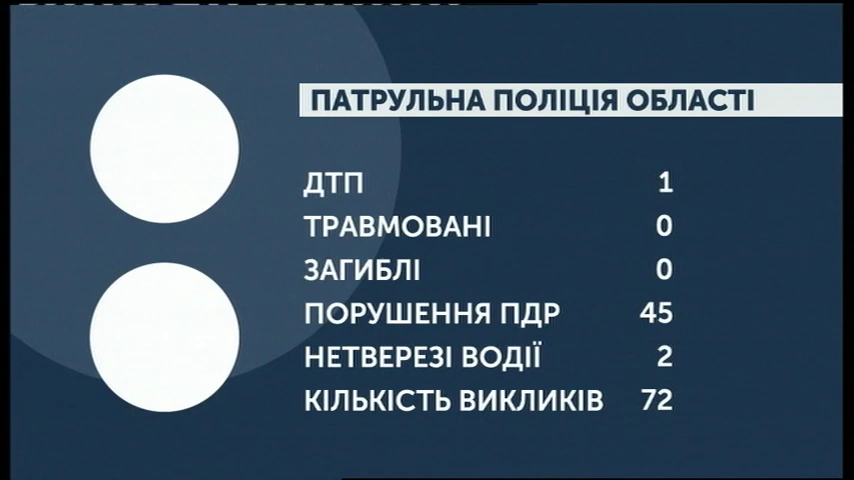 ПАТРУЛЬНА ПОЛІЦІЯ ОБЛАСТІ
ДТП 1
ТРАВМОВАНІ 0
ЗАГИБЛІ 0
ПОРУШЕННЯ ПДР 45
НЕТВЕРЕЗІ ВОДІЇ 2
КІЛЬКІСТЬ ВИКЛИКІВ 72